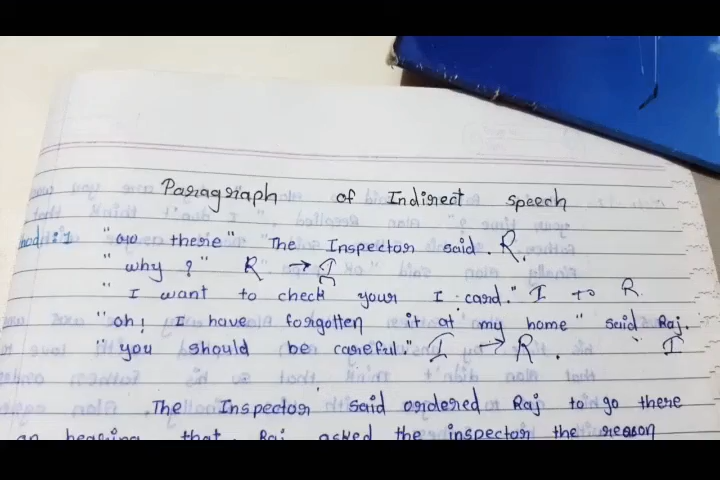 Paragraph of Indirect speech
"Go there" The Inspector said. R.
"why ?" R → I
"I want to check your I card." I to R
"oh! I have forgotten it at my home" said Raj.
"you should be careful." I → R. I
The Inspector said ordered Raj to go there
hearing that Raj asked the inspector the reason